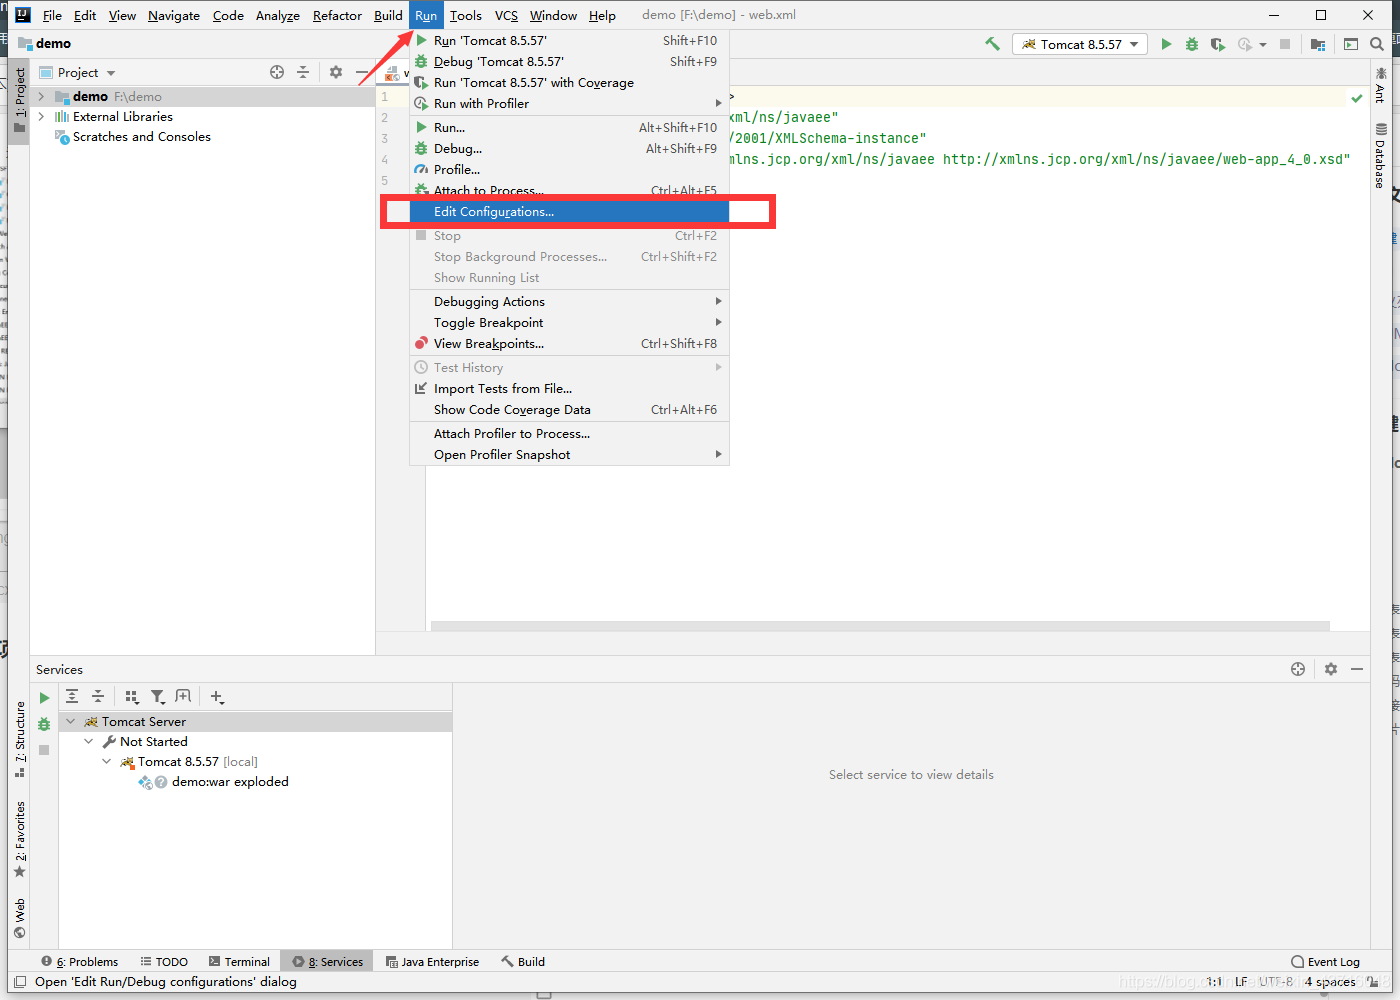 File Edit View Navigate Code Analyze Refactor Build Run Tools VCS Window Help demo [F:\demo] - web.xml
demo
Tomcat 8.5.57
1: Project
Project
demo F:\demo
External Libraries
Scratches and Consoles
Run 'Tomcat 8.5.57' Shift+F10
Debug 'Tomcat 8.5.57' Shift+F9
Run 'Tomcat 8.5.57' with Coverage
Run with Profiler
Run... Alt+Shift+F10
Debug... Alt+Shift+F9
Profile...
Attach to Process... Ctrl+Alt+F5
Edit Configurations...
Stop Ctrl+F2
Stop Background Processes... Ctrl+Shift+F2
Show Running List
Debugging Actions
Toggle Breakpoint
View Breakpoints... Ctrl+Shift+F8
Test History
Import Tests from File...
Show Code Coverage Data Ctrl+Alt+F6
Attach Profiler to Process...
Open Profiler Snapshot
1 >
2 xml/ns/javaee"
3 /2001/XMLSchema-instance"
4 mlns.jcp.org/xml/ns/javaee http://xmlns.jcp.org/xml/ns/javaee/web-app_4_0.xsd"
5
Ant
Database
Services
Tomcat Server
Not Started
Tomcat 8.5.57 [local]
demo:war exploded
Select service to view details
7: Structure
2: Favorites
Web
6: Problems TODO Terminal 8: Services Java Enterprise Build Event Log
Open 'Edit Run/Debug configurations' dialog 1:1 LF UTF-8 4 spaces